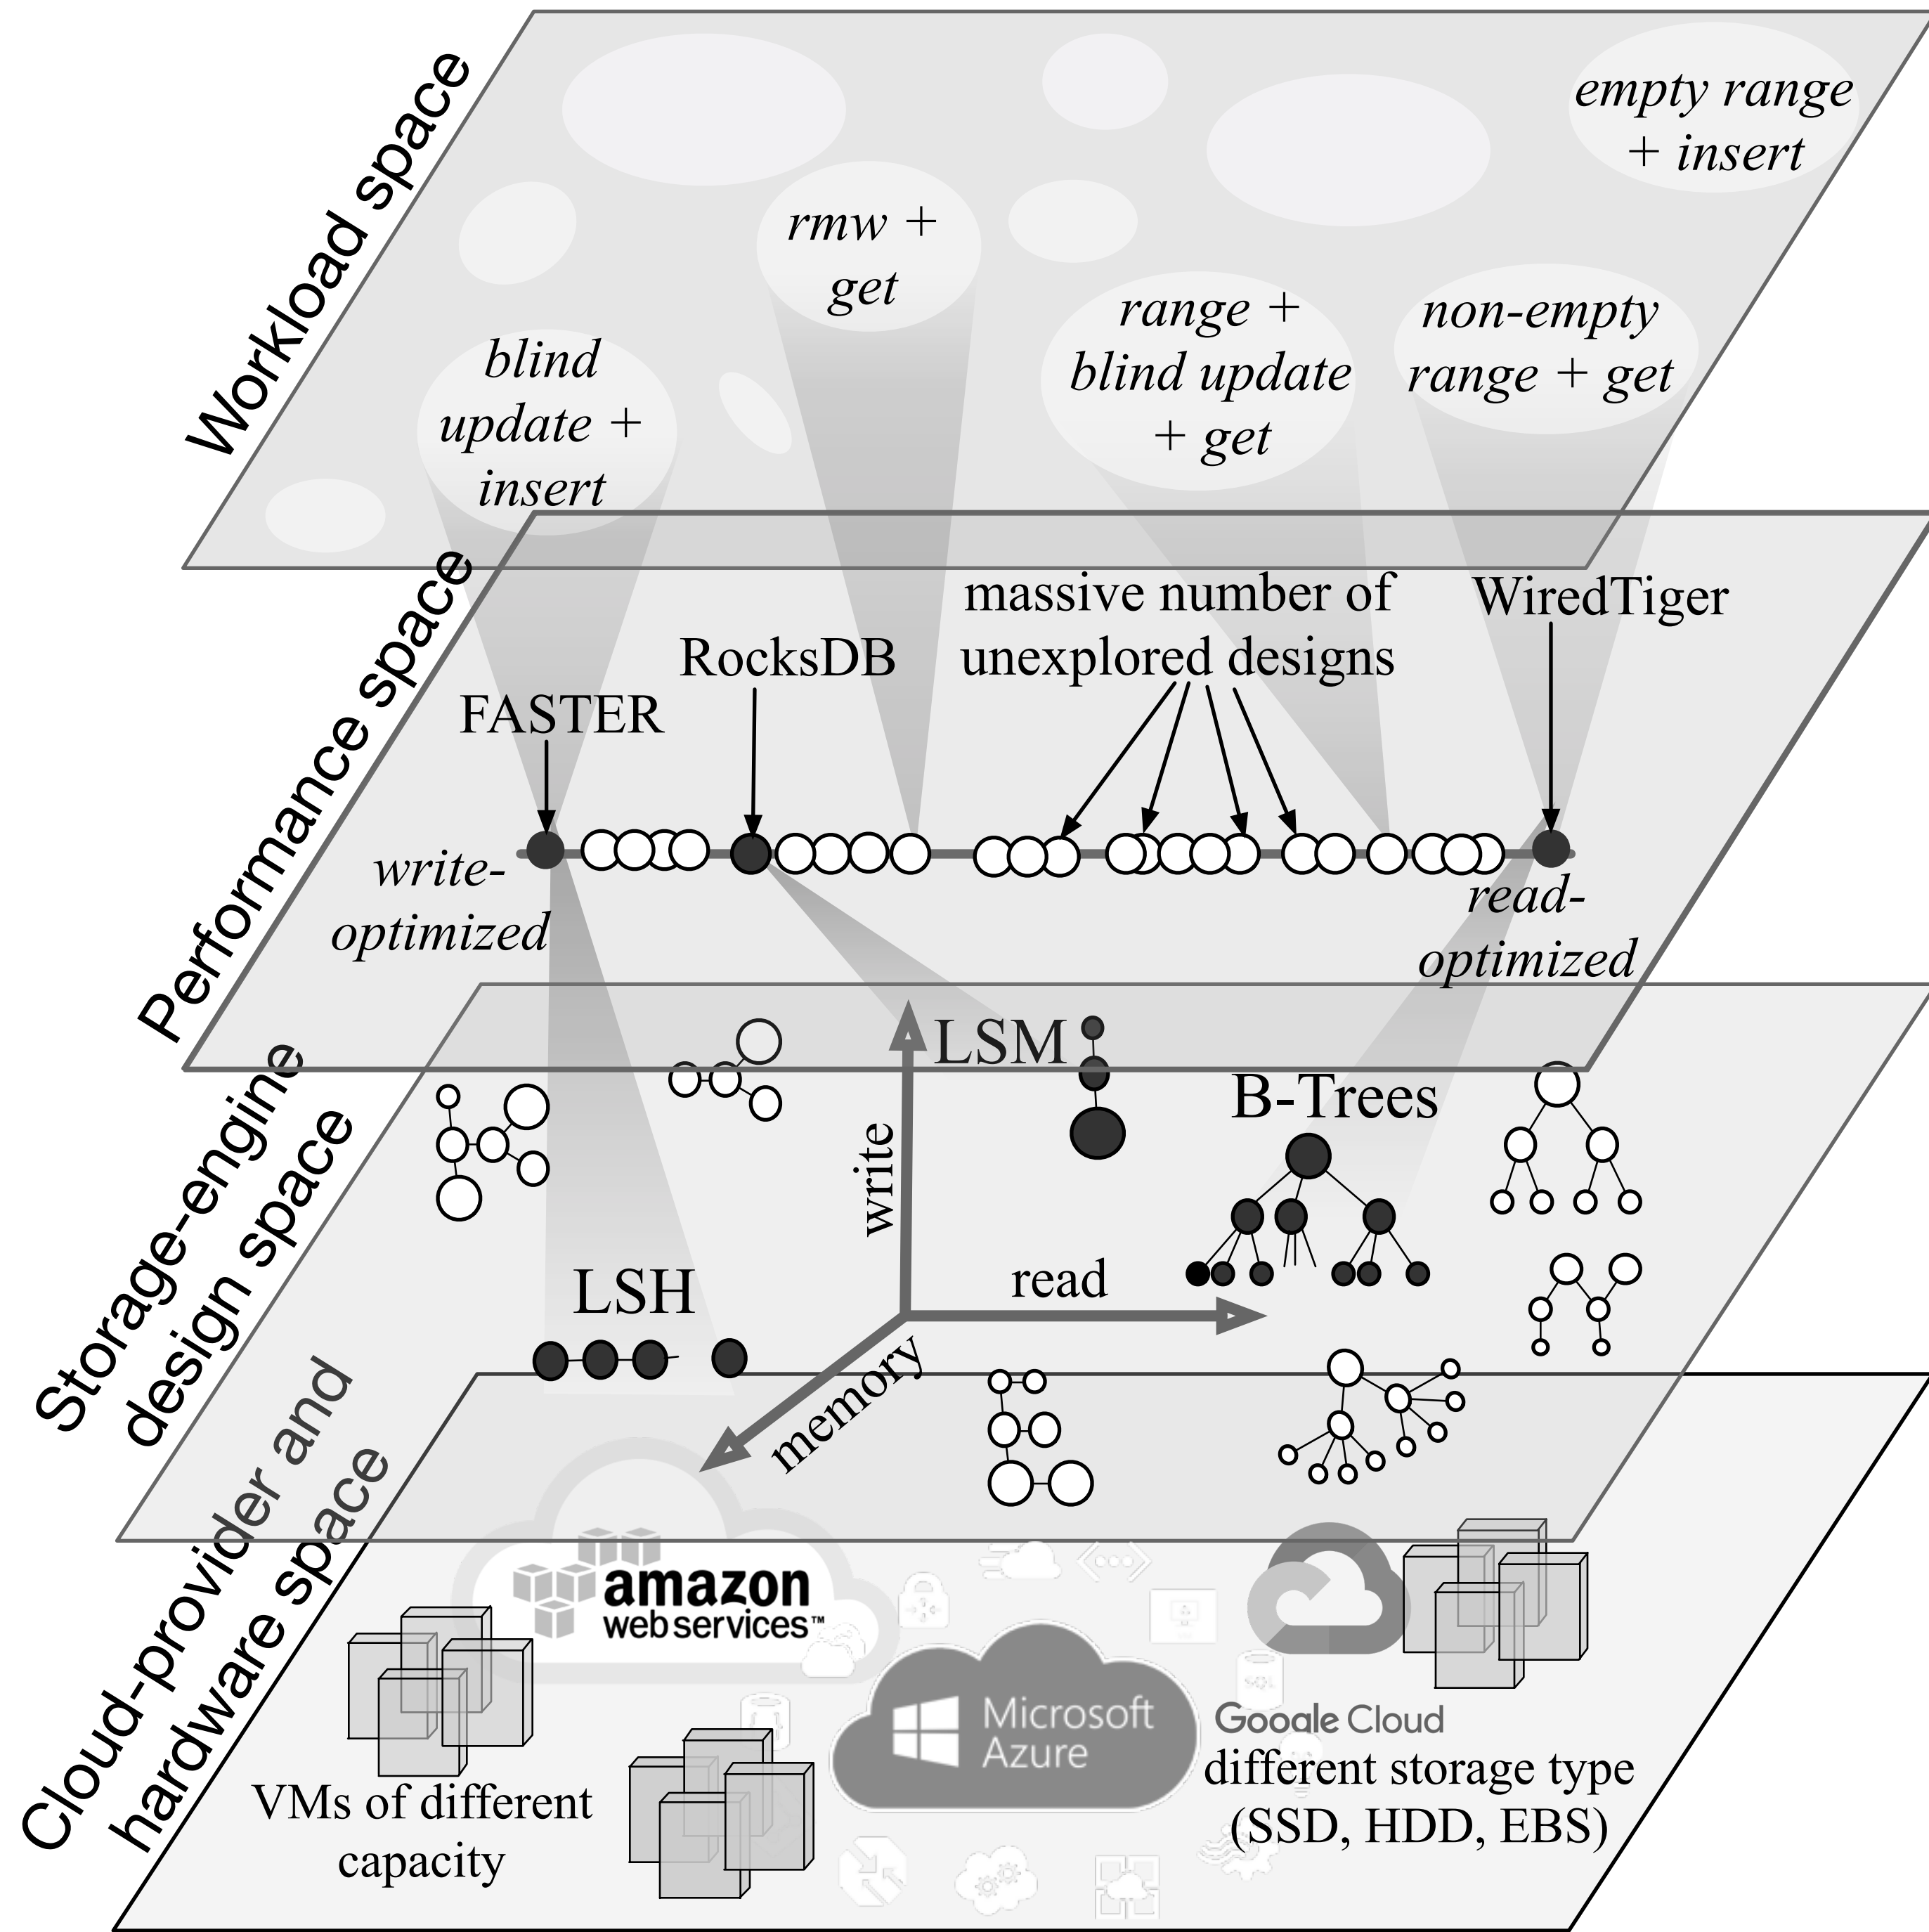 Workload space
empty range
+ insert
rmw +
get
range +
blind update
+ get
non-empty
range + get
blind
update +
insert
Performance space
massive number of
unexplored designs
WiredTiger
RocksDB
FASTER
write-
optimized
read-
optimized
Storage-engine
design space
LSM
B-Trees
write
read
memory
LSH
Cloud-provider and
hardware space
amazon
web services™
Microsoft
Azure
Google Cloud
different storage type
(SSD, HDD, EBS)
VMs of different
capacity